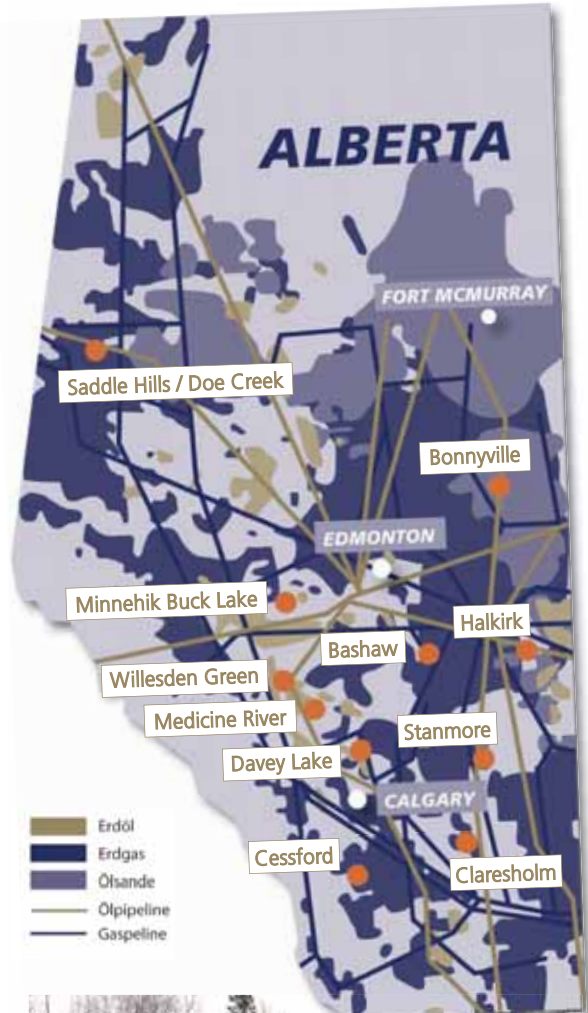 ALBERTA
FORT MCMURRAY
Saddle Hills / Doe Creek
Bonnyville
EDMONTON
Minnehik Buck Lake
Halkirk
Bashaw
Willesden Green
Medicine River
Stanmore
Davey Lake
CALGARY
Cessford
Claresholm
Erdöl
Erdgas
Ölsande
Ölpipeline
Gaspeline